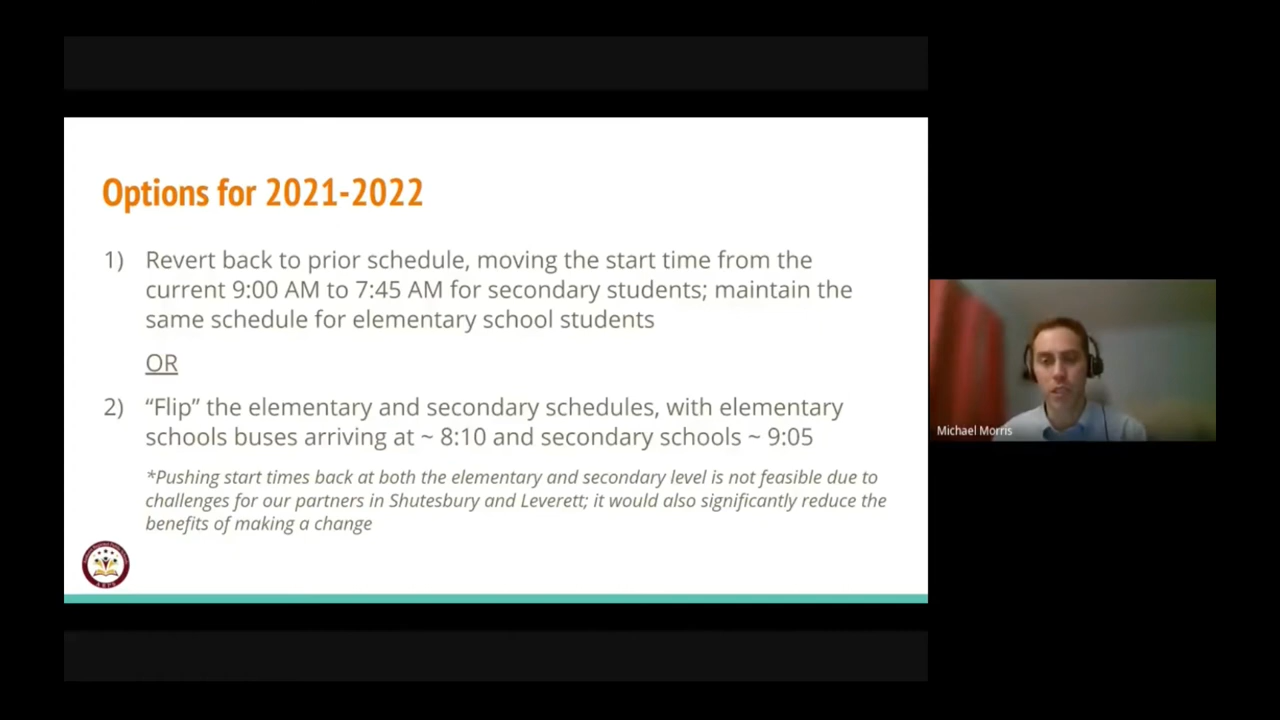 Options for 2021-2022
1) Revert back to prior schedule, moving the start time from the
current 9:00 AM to 7:45 AM for secondary students; maintain the
same schedule for elementary school students
OR
2) “Flip” the elementary and secondary schedules, with elementary
schools buses arriving at ~ 8:10 and secondary schools ~ 9:05
*Pushing start times back at both the elementary and secondary level is not feasible due to
challenges for our partners in Shutesbury and Leverett; it would also significantly reduce the
benefits of making a change
Michael Morris